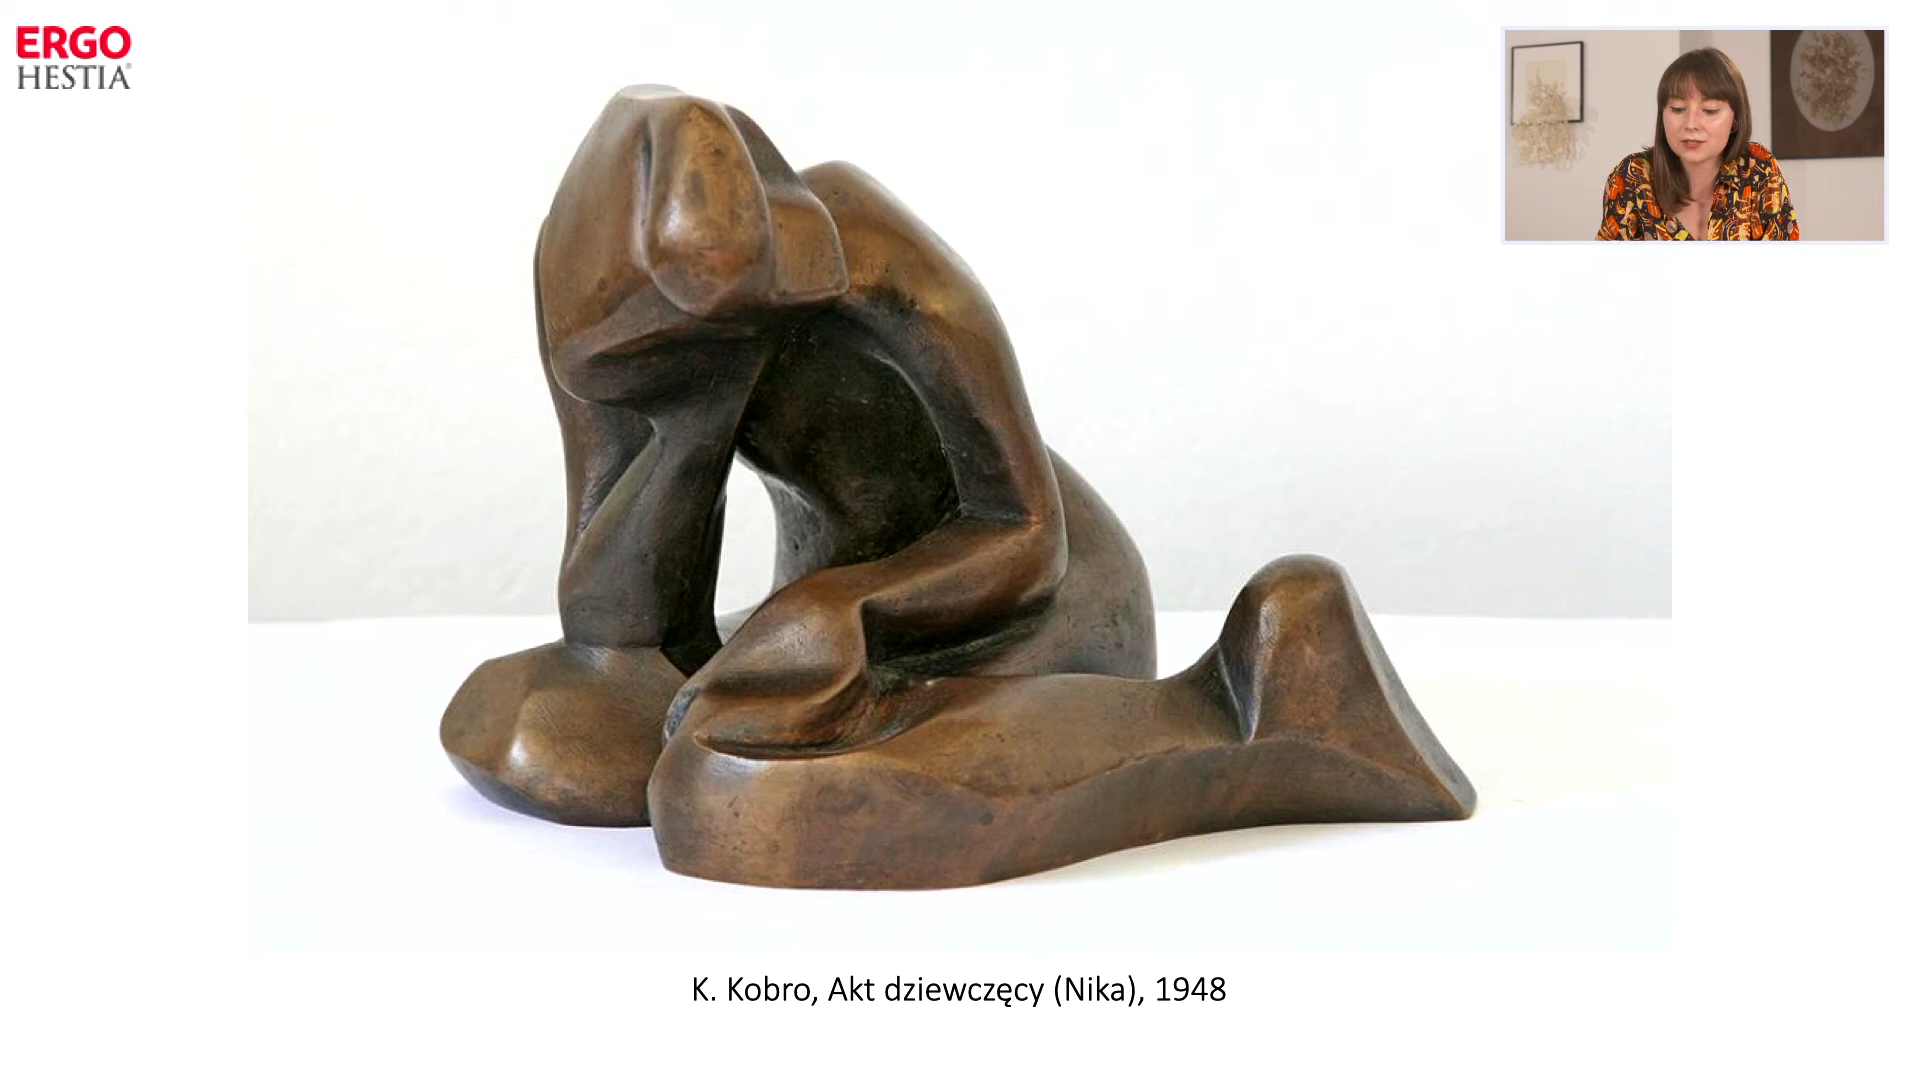 ERGO
HESTIA®
K. Kobro, Akt dziewczęcy (Nika), 1948